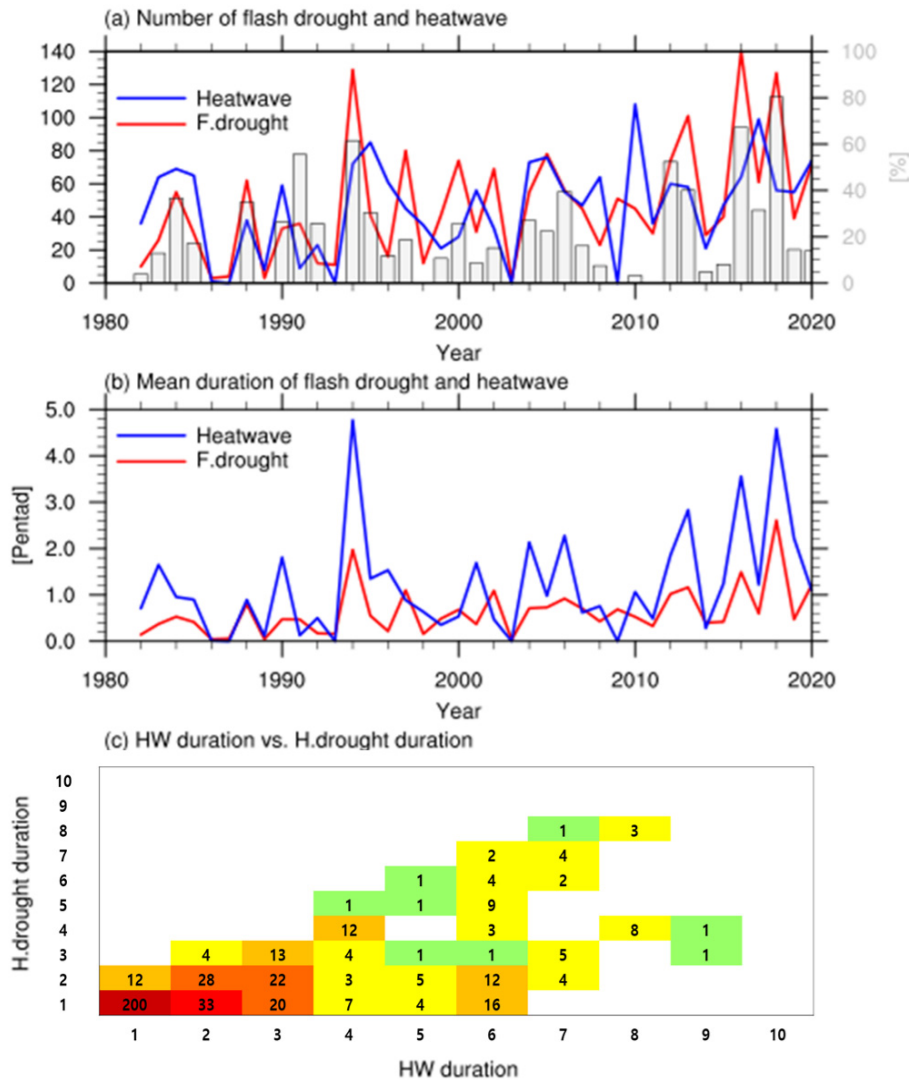 (a) Number of flash drought and heatwave
140 100
120
Heatwave 80
100
F.drought
80 60
[%]
60 40
40
20
20
0 0
1980 1990 2000 2010 2020
Year
(b) Mean duration of flash drought and heatwave
5.0
Heatwave
4.0
F.drought
3.0
[Pentad]
2.0
1.0
0.0
1980 1990 2000 2010 2020
Year
(c) HW duration vs. H.drought duration
H.drought duration
10
9
8 1 3
7 2 4
6 1 4 2
5 1 1 9
4 12 3 8 1
3 4 13 4 1 1 5 1
2 12 28 22 3 5 12 4
1 200 33 20 7 4 16
1 2 3 4 5 6 7 8 9 10
HW duration